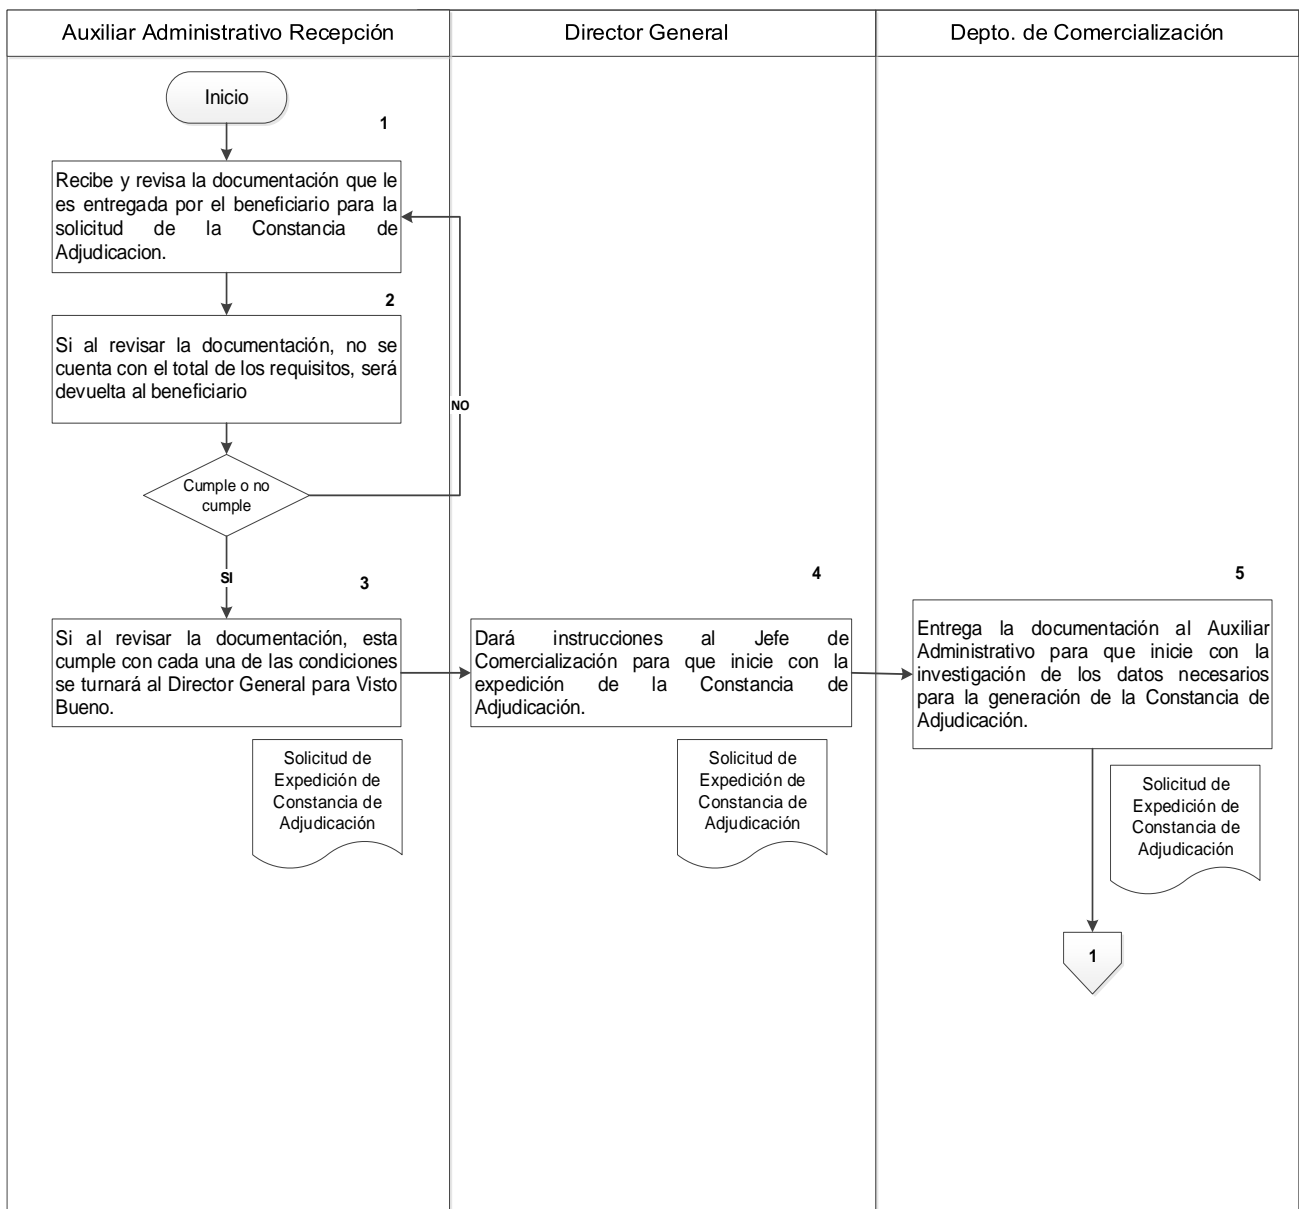 Auxiliar Administrativo Recepción
Director General
Depto. de Comercialización
Inicio
1
Recibe y revisa la documentación que le
es entregada por el beneficiario para la
solicitud de la Constancia de
Adjudicacion.
2
Si al revisar la documentación, no se
cuenta con el total de los requisitos, será
devuelta al beneficiario
NO
Cumple o no
cumple
SI
3
Si al revisar la documentación, esta
cumple con cada una de las condiciones
se turnará al Director General para Visto
Bueno.
Solicitud de
Expedición de
Constancia de
Adjudicación
4
Dará instrucciones al Jefe de
Comercialización para que inicie con la
expedición de la Constancia de
Adjudicación.
Solicitud de
Expedición de
Constancia de
Adjudicación
5
Entrega la documentación al Auxiliar
Administrativo para que inicie con la
investigación de los datos necesarios
para la generación de la Constancia de
Adjudicación.
Solicitud de
Expedición de
Constancia de
Adjudicación
1